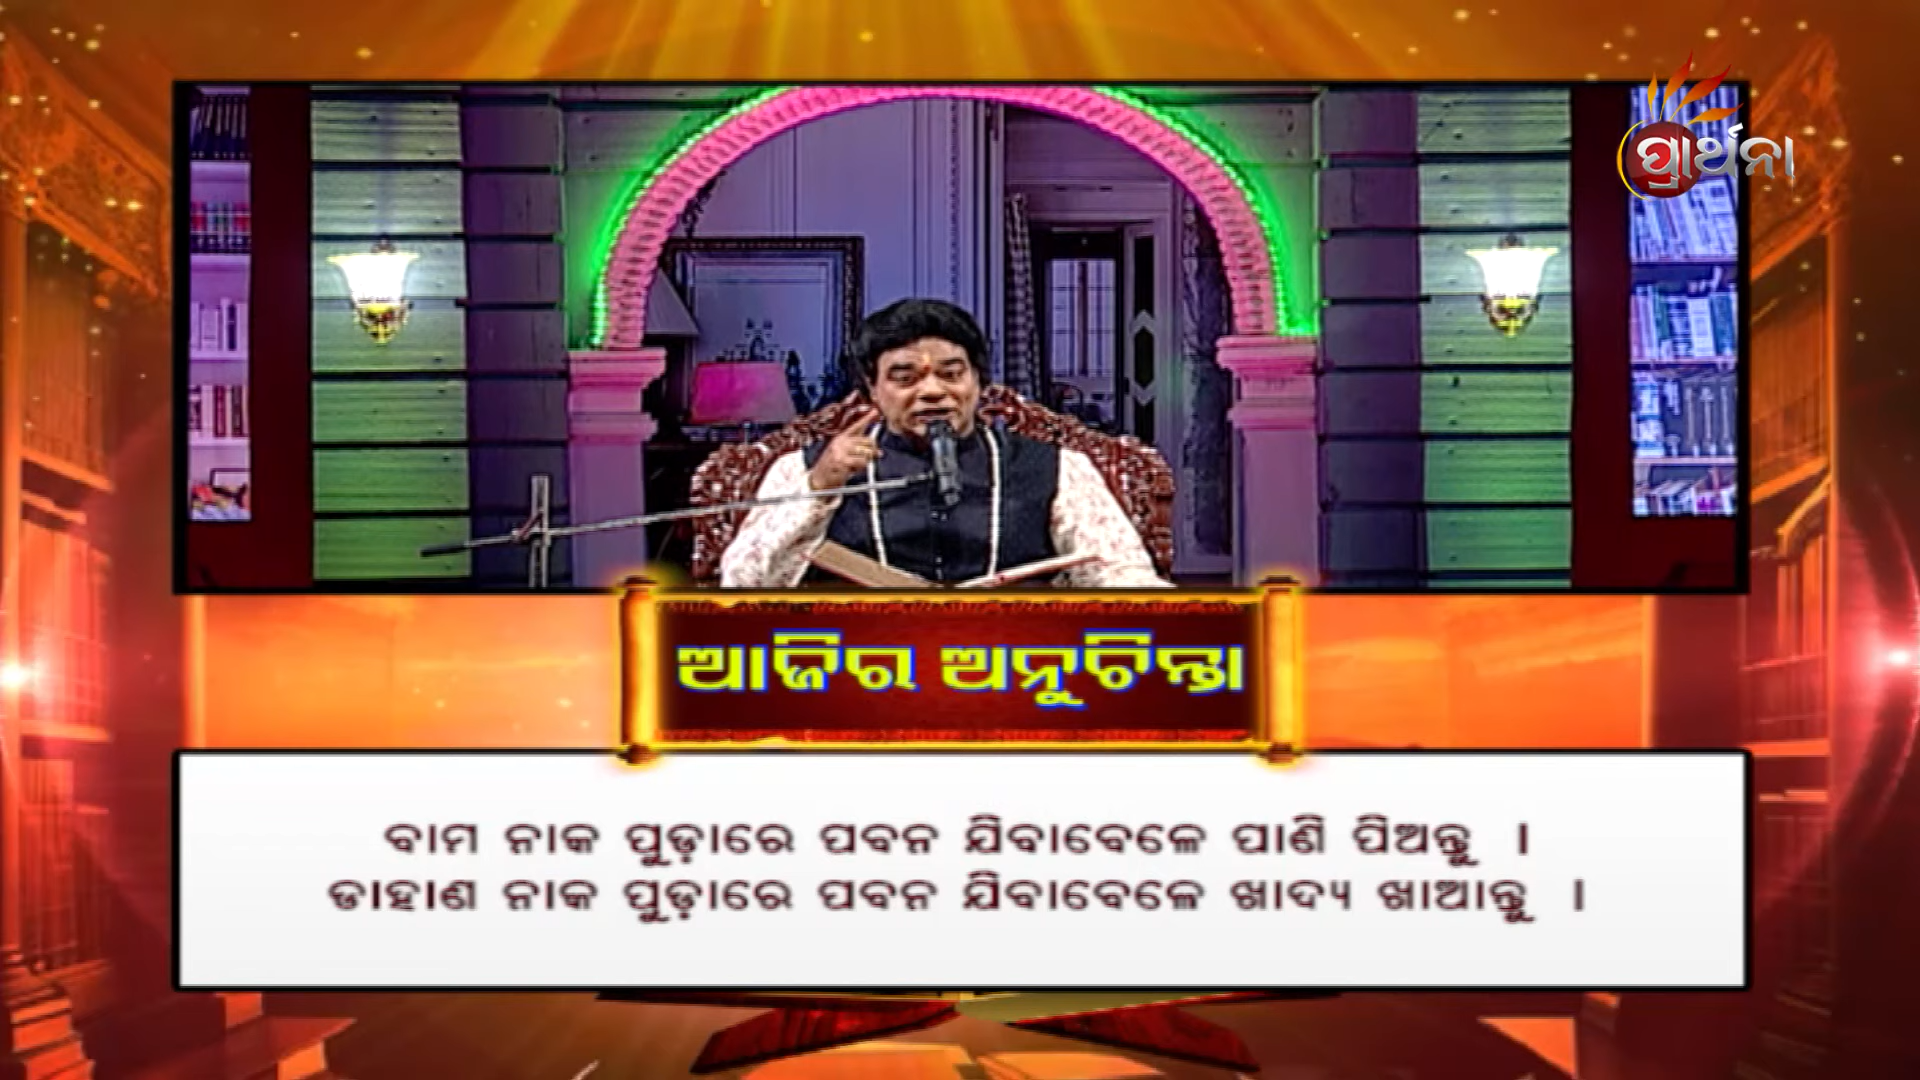 ପ୍ରାର୍ଥନା
ଆଜିର ଅନୁଚିନ୍ତା
ବାମ ନାକ ପୁଡ଼ାରେ ପବନ ଯିବାବେଳେ ପାଣି ପିଅନ୍ତୁ ।
ଡାହାଣ ନାକ ପୁଡ଼ାରେ ପବନ ଯିବାବେଳେ ଖାଦ୍ୟ ଖାଆନ୍ତୁ ।